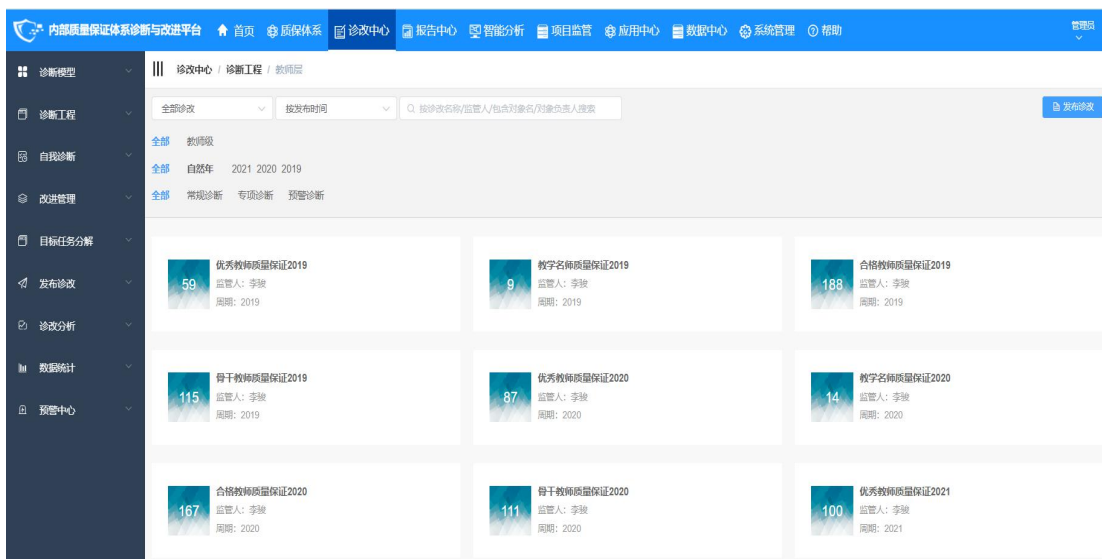 内部质量保证体系诊断与改进平台 首页 质保体系 诊改中心 报告中心 智能分析 项目监管 应用中心 数据中心 系统管理 帮助 管理员
诊断模型
诊断工程
自我诊断
改进管理
目标任务分解
发布诊改
诊改分析
数据统计
预警中心
诊改中心 / 诊断工程 / 教师层
全部诊改 按发布时间 按诊改名称/监管人/包含对象名/对象负责人搜索 发布诊改
全部 教师级
全部 自然年 2021 2020 2019
全部 常规诊断 专项诊断 预警诊断
59
优秀教师质量保证2019
监管人：李骏
周期：2019
9
教学名师质量保证2019
监管人：李骏
周期：2019
188
合格教师质量保证2019
监管人：李骏
周期：2019
115
骨干教师质量保证2019
监管人：李骏
周期：2019
87
优秀教师质量保证2020
监管人：李骏
周期：2020
14
教学名师质量保证2020
监管人：李骏
周期：2020
167
合格教师质量保证2020
监管人：李骏
周期：2020
111
骨干教师质量保证2020
监管人：李骏
周期：2020
100
优秀教师质量保证2021
监管人：李骏
周期：2021